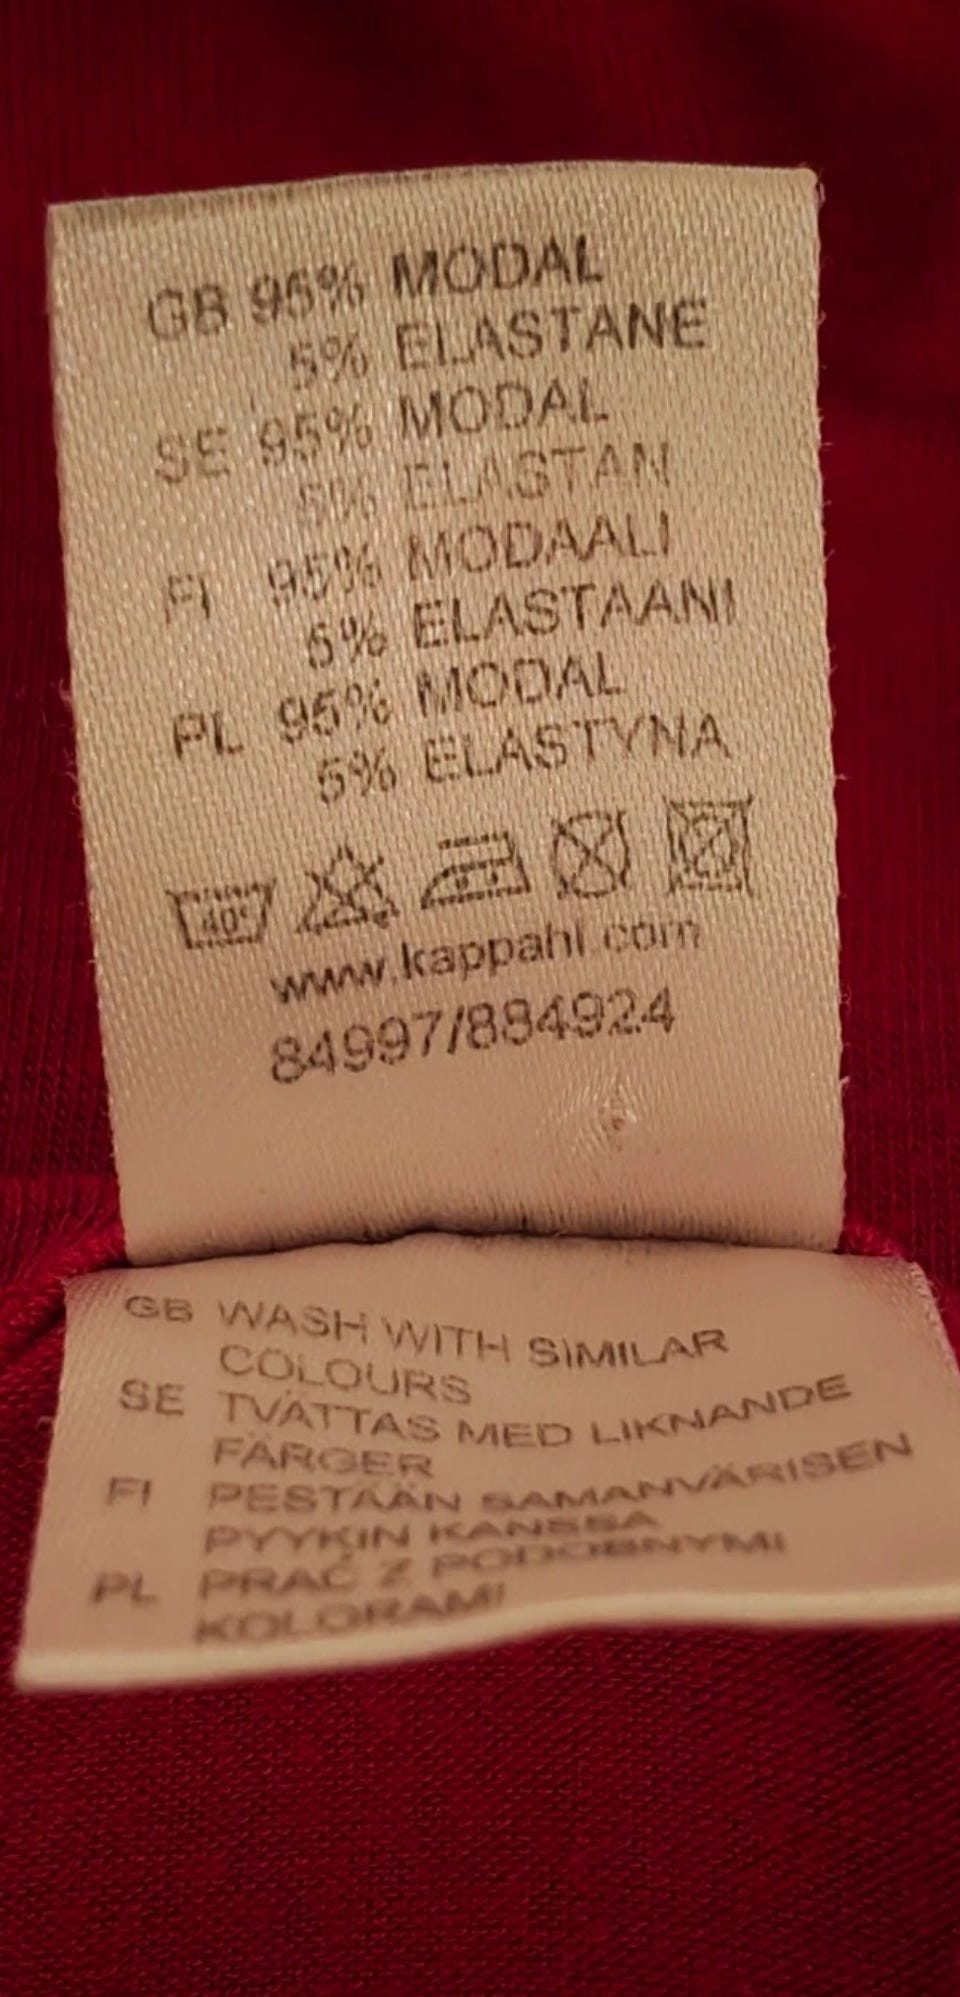 GB 95% MODAL
5% ELASTANE
SE 95% MODAL
5% ELASTAN
FI 95% MODAALI
5% ELASTAANI
PL 95% MODAL
5% ELASTYNA
40°
www.kappahl.com
84997/884924
GB WASH WITH SIMILAR
COLOURS
SE TVÄTTAS MED LIKNANDE
FÄRGER
FI PESTÄÄN SAMANVÄRISEN
PYYKIN KANSSA
PL PRAĆ Z PODOBNYMI
KOLORAMI